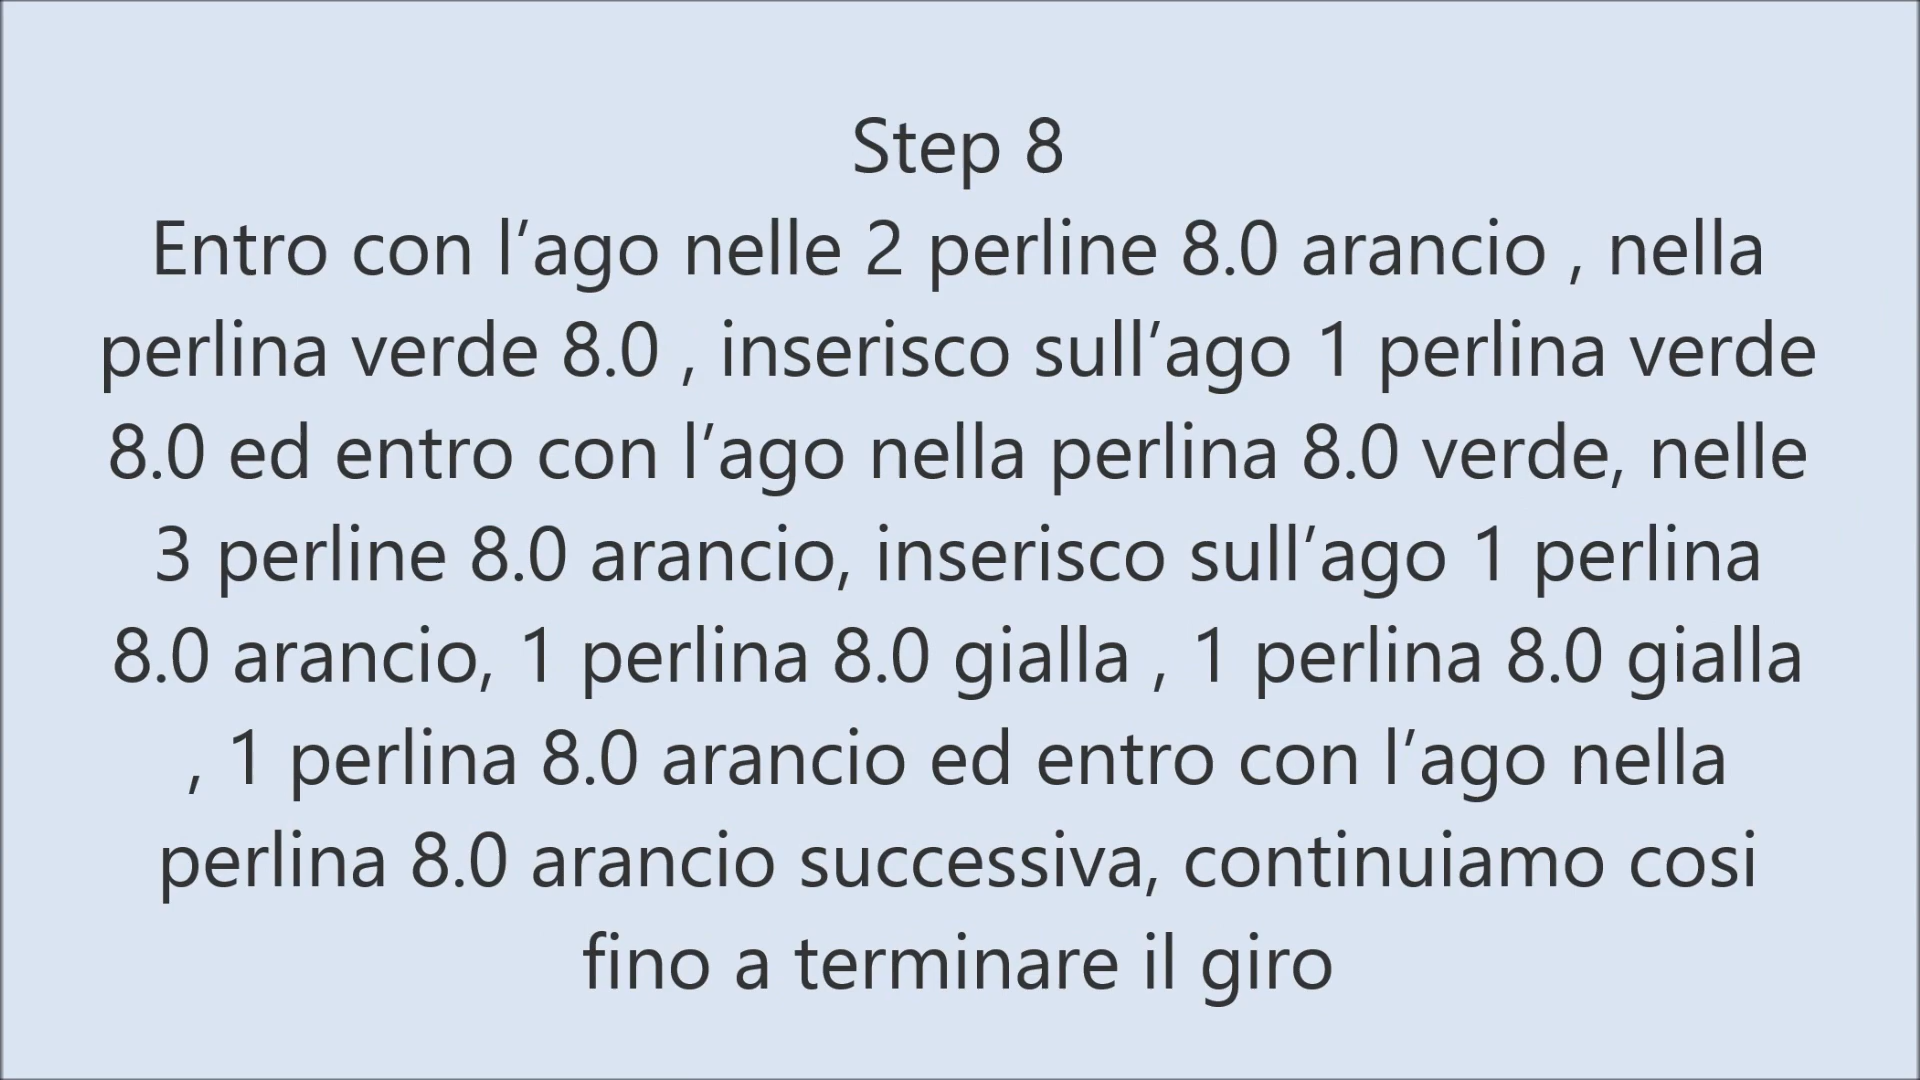 Step 8
Entro con l’ago nelle 2 perline 8.0 arancio , nella
perlina verde 8.0 , inserisco sull’ago 1 perlina verde
8.0 ed entro con l’ago nella perlina 8.0 verde, nelle
3 perline 8.0 arancio, inserisco sull’ago 1 perlina
8.0 arancio, 1 perlina 8.0 gialla , 1 perlina 8.0 gialla
, 1 perlina 8.0 arancio ed entro con l’ago nella
perlina 8.0 arancio successiva, continuiamo cosi
fino a terminare il giro